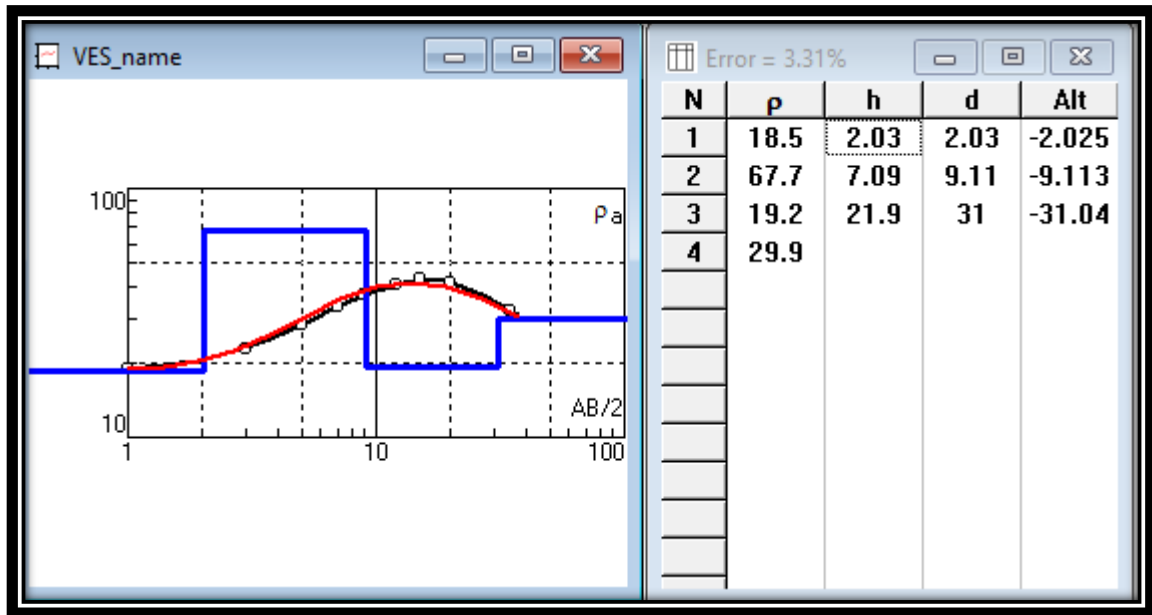 VES_name
100
ρa
10
AB/2
1 10 100
Error = 3.31%
N ρ h d Alt
1 18.5 2.03 2.03 -2.025
2 67.7 7.09 9.11 -9.113
3 19.2 21.9 31 -31.04
4 29.9